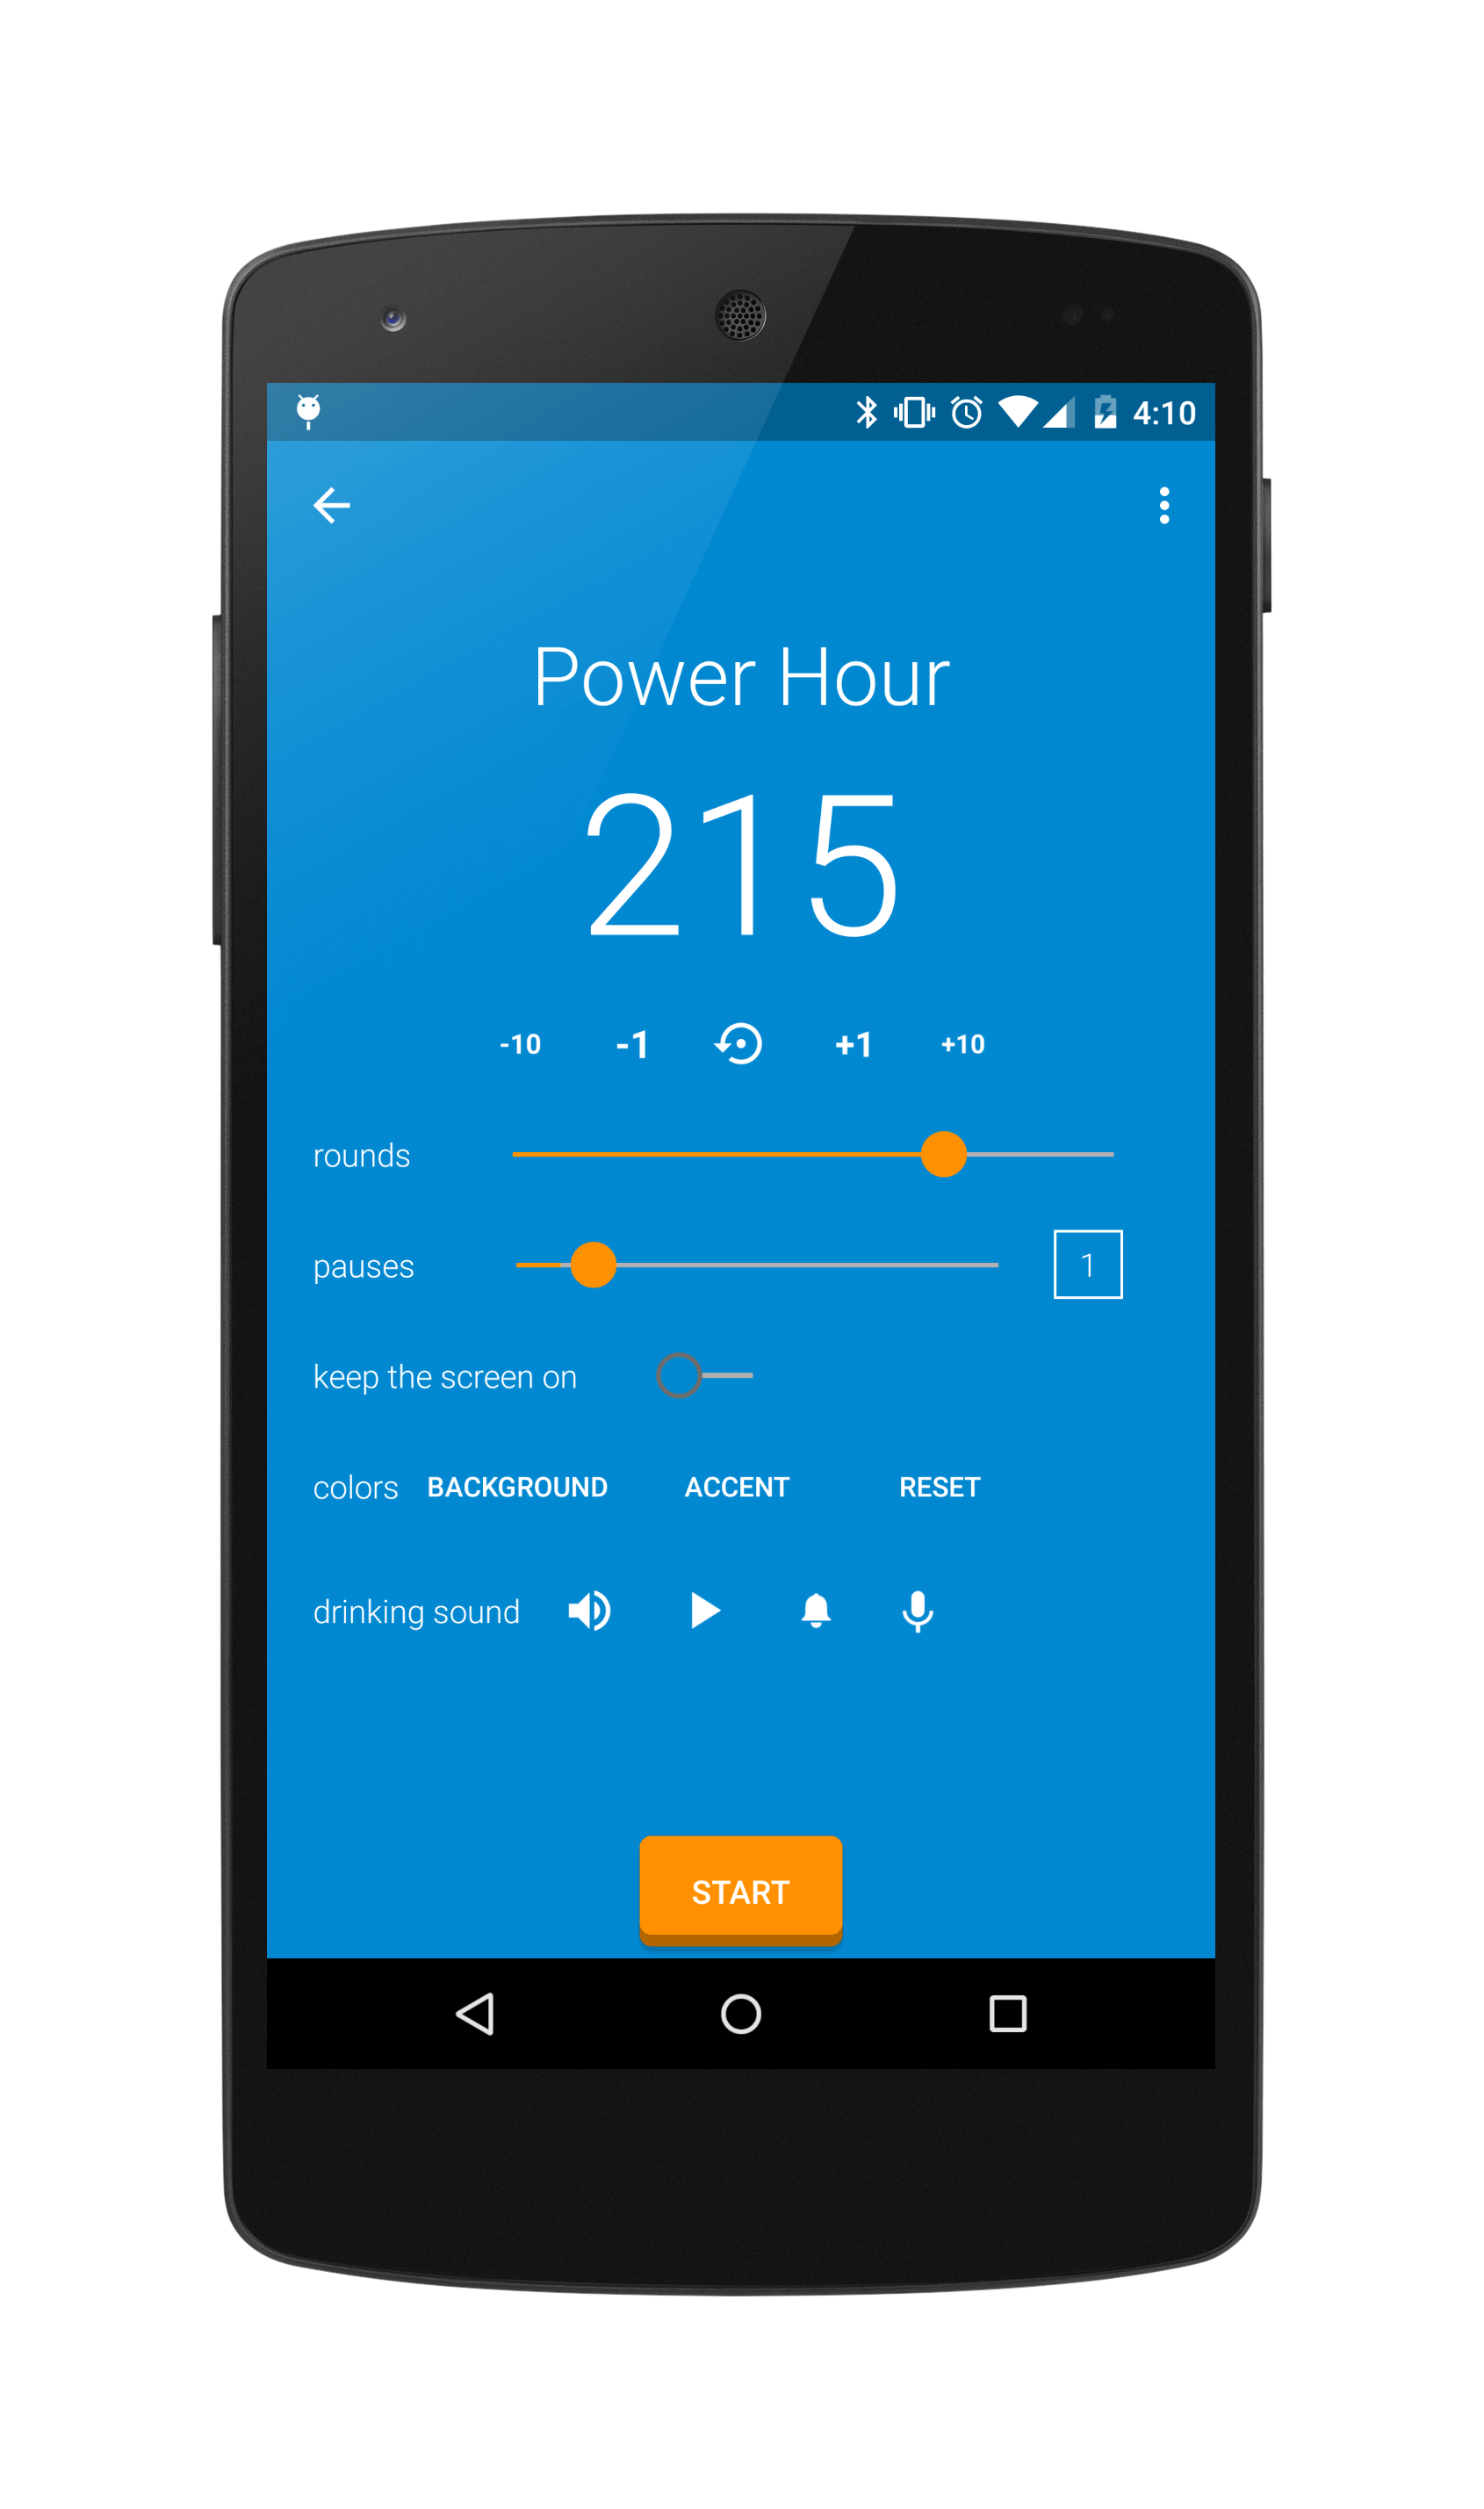 4:10
Power Hour
215
-10 -1 +1 +10
rounds
pauses 1
keep the screen on
colors BACKGROUND ACCENT RESET
drinking sound
START